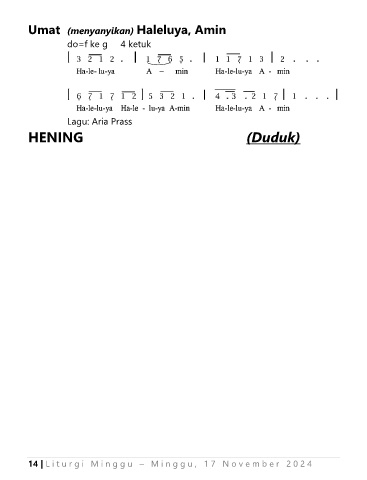 Umat (menyanyikan) Haleluya, Amin
do=f ke g 4 ketuk
| 3 2 1 2 . | 1 7 6 5 . | 1 1 7 1 3 | 2 . . .
Ha-le-lu-ya A – min Ha-le-lu-ya A - min
| 6 7 1 7 1 2 | 5 3 2 1 . | 4 . 3 . 2 1 7 | 1 . . . |
Ha-le-lu-ya Ha-le - lu-ya A-min Ha-le-lu-ya A - min
Lagu: Aria Prass
HENING (Duduk)
14 | Liturgi Minggu – Minggu, 17 November 2024